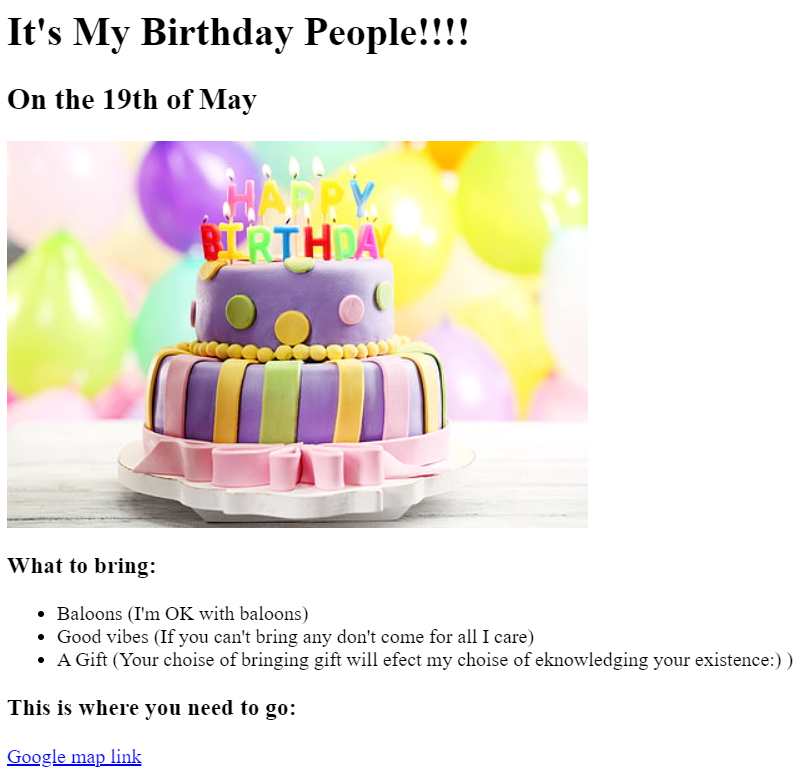 It's My Birthday People!!!!
On the 19th of May
HAPPY
BIRTHDAY
What to bring:
Baloons (I'm OK with baloons)
Good vibes (If you can't bring any don't come for all I care)
A Gift (Your choise of bringing gift will efect my choise of eknowledging your existence:) )
This is where you need to go:
Google map link